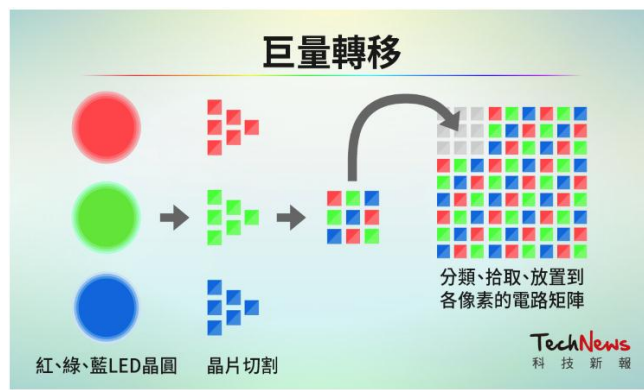 巨量轉移
分類、拾取、放置到
各像素的電路矩陣
紅、綠、藍LED晶圓
晶片切割
TechNews
科技新報